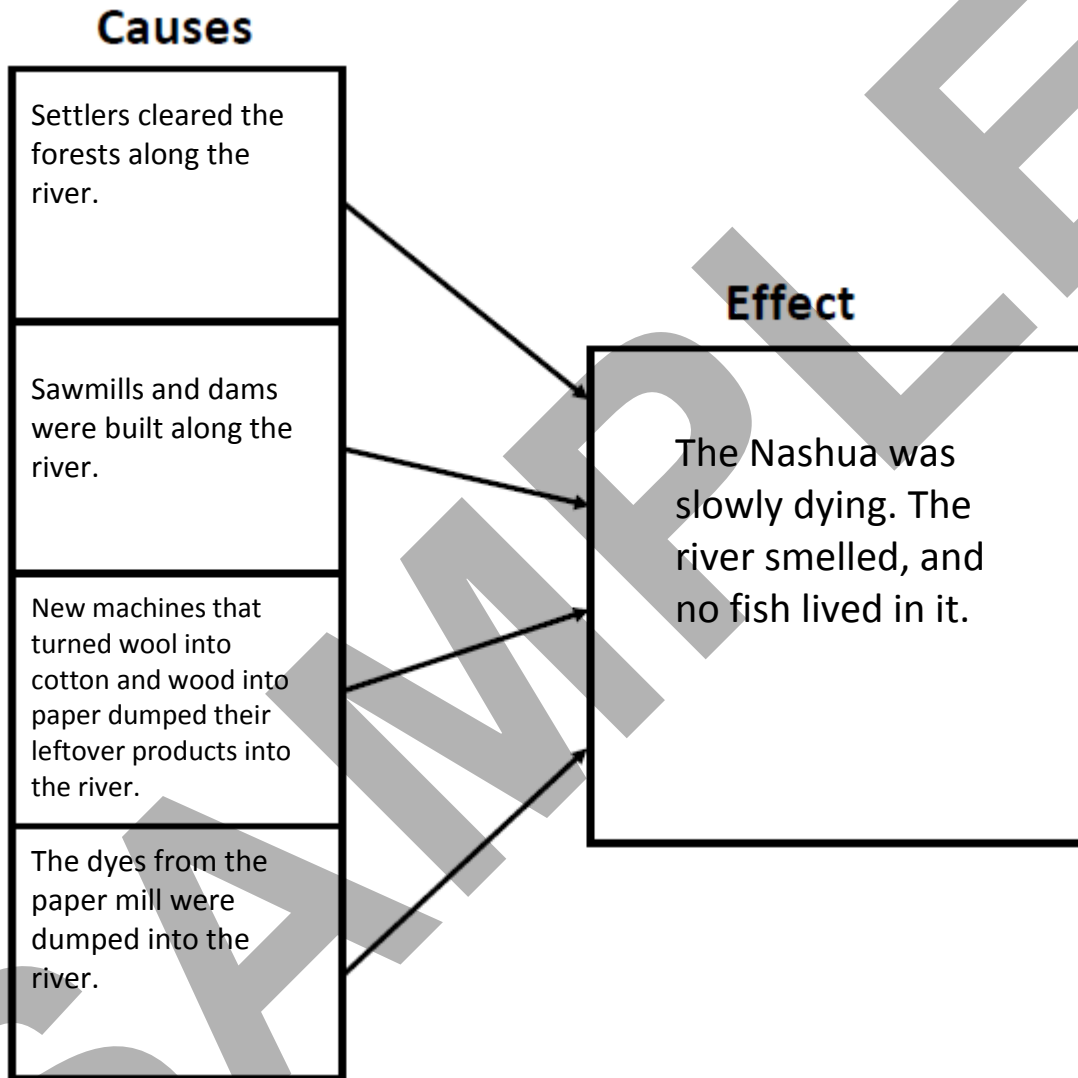 Causes
Settlers cleared the
forests along the
river.
Sawmills and dams
were built along the
river.
New machines that
turned wool into
cotton and wood into
paper dumped their
leftover products into
the river.
The dyes from the
paper mill were
dumped into the
river.
Effect
The Nashua was
slowly dying. The
river smelled, and
no fish lived in it.
SAMPLE